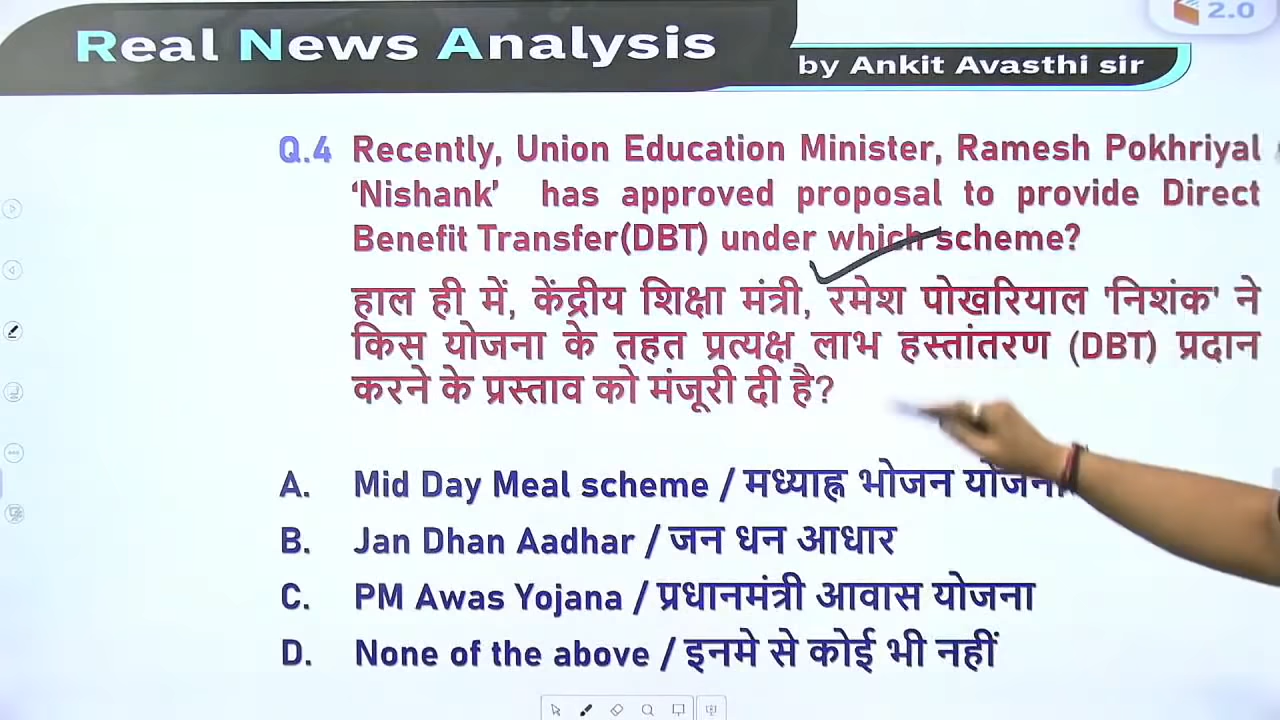 Real News Analysis
by Ankit Avasthi sir
2.0
Q.4 Recently, Union Education Minister, Ramesh Pokhriyal
‘Nishank’ has approved proposal to provide Direct
Benefit Transfer(DBT) under which scheme?
हाल ही में, केंद्रीय शिक्षा मंत्री, रमेश पोखरियाल 'निशंक' ने
किस योजना के तहत प्रत्यक्ष लाभ हस्तांतरण (DBT) प्रदान
करने के प्रस्ताव को मंजूरी दी है?
A. Mid Day Meal scheme / मध्याह्न भोजन योजना
B. Jan Dhan Aadhar / जन धन आधार
C. PM Awas Yojana / प्रधानमंत्री आवास योजना
D. None of the above / इनमे से कोई भी नहीं